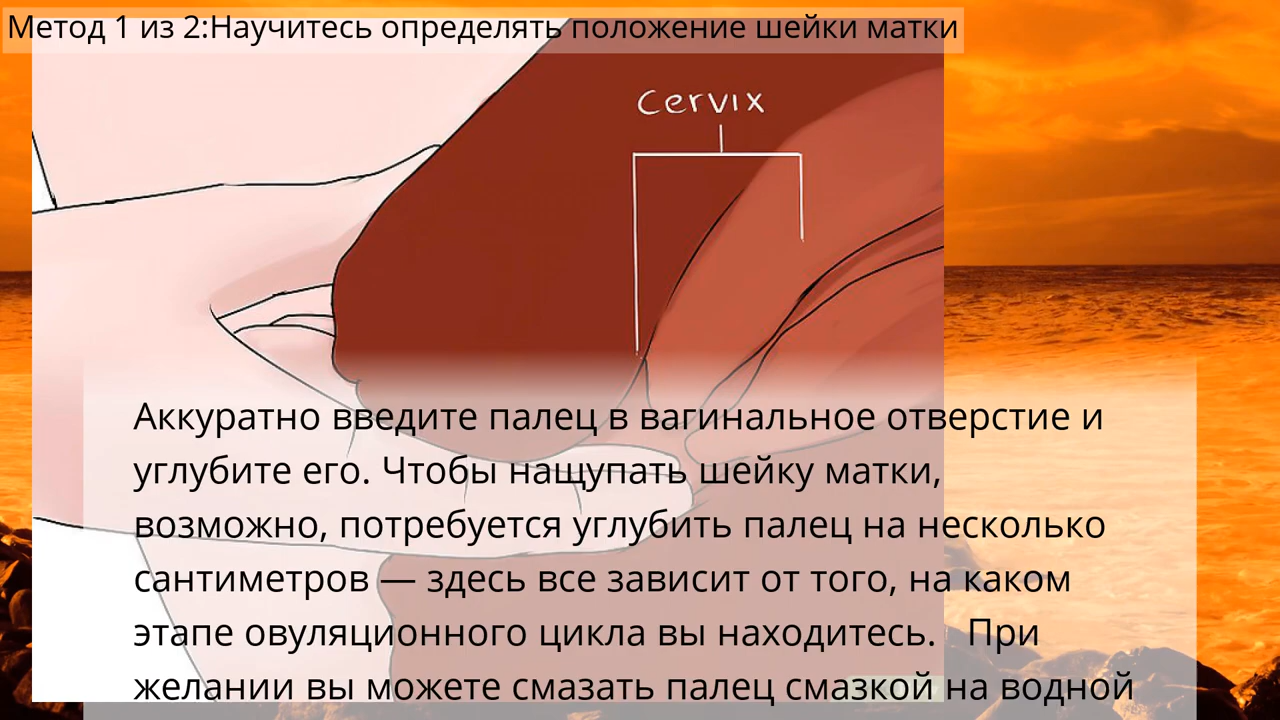 Метод 1 из 2:Научитесь определять положение шейки матки
Cervix
Аккуратно введите палец в вагинальное отверстие и
углубите его. Чтобы нащупать шейку матки,
возможно, потребуется углубить палец на несколько
сантиметров — здесь все зависит от того, на каком
этапе овуляционного цикла вы находитесь.   При
желании вы можете смазать палец смазкой на водной